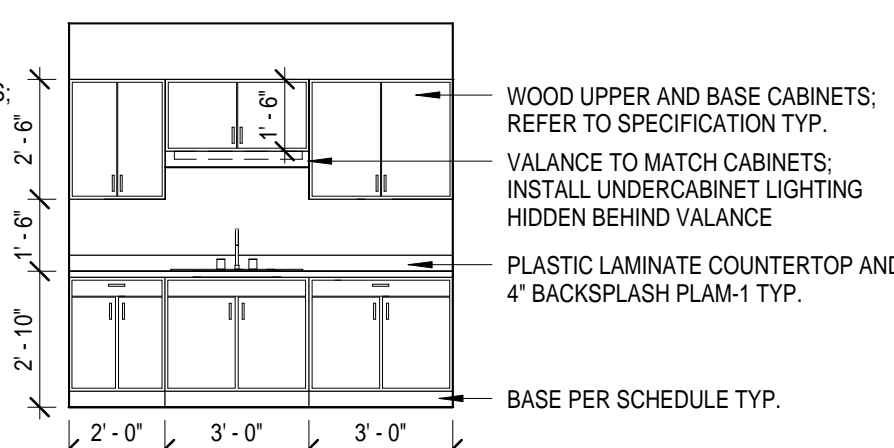 S;
2' - 6"
1' - 6"
2' - 10"
1' - 6"
WOOD UPPER AND BASE CABINETS;
REFER TO SPECIFICATION TYP.
VALANCE TO MATCH CABINETS;
INSTALL UNDERCABINET LIGHTING
HIDDEN BEHIND VALANCE
PLASTIC LAMINATE COUNTERTOP AND
4" BACKSPLASH PLAM-1 TYP.
BASE PER SCHEDULE TYP.
2' - 0" 3' - 0" 3' - 0"